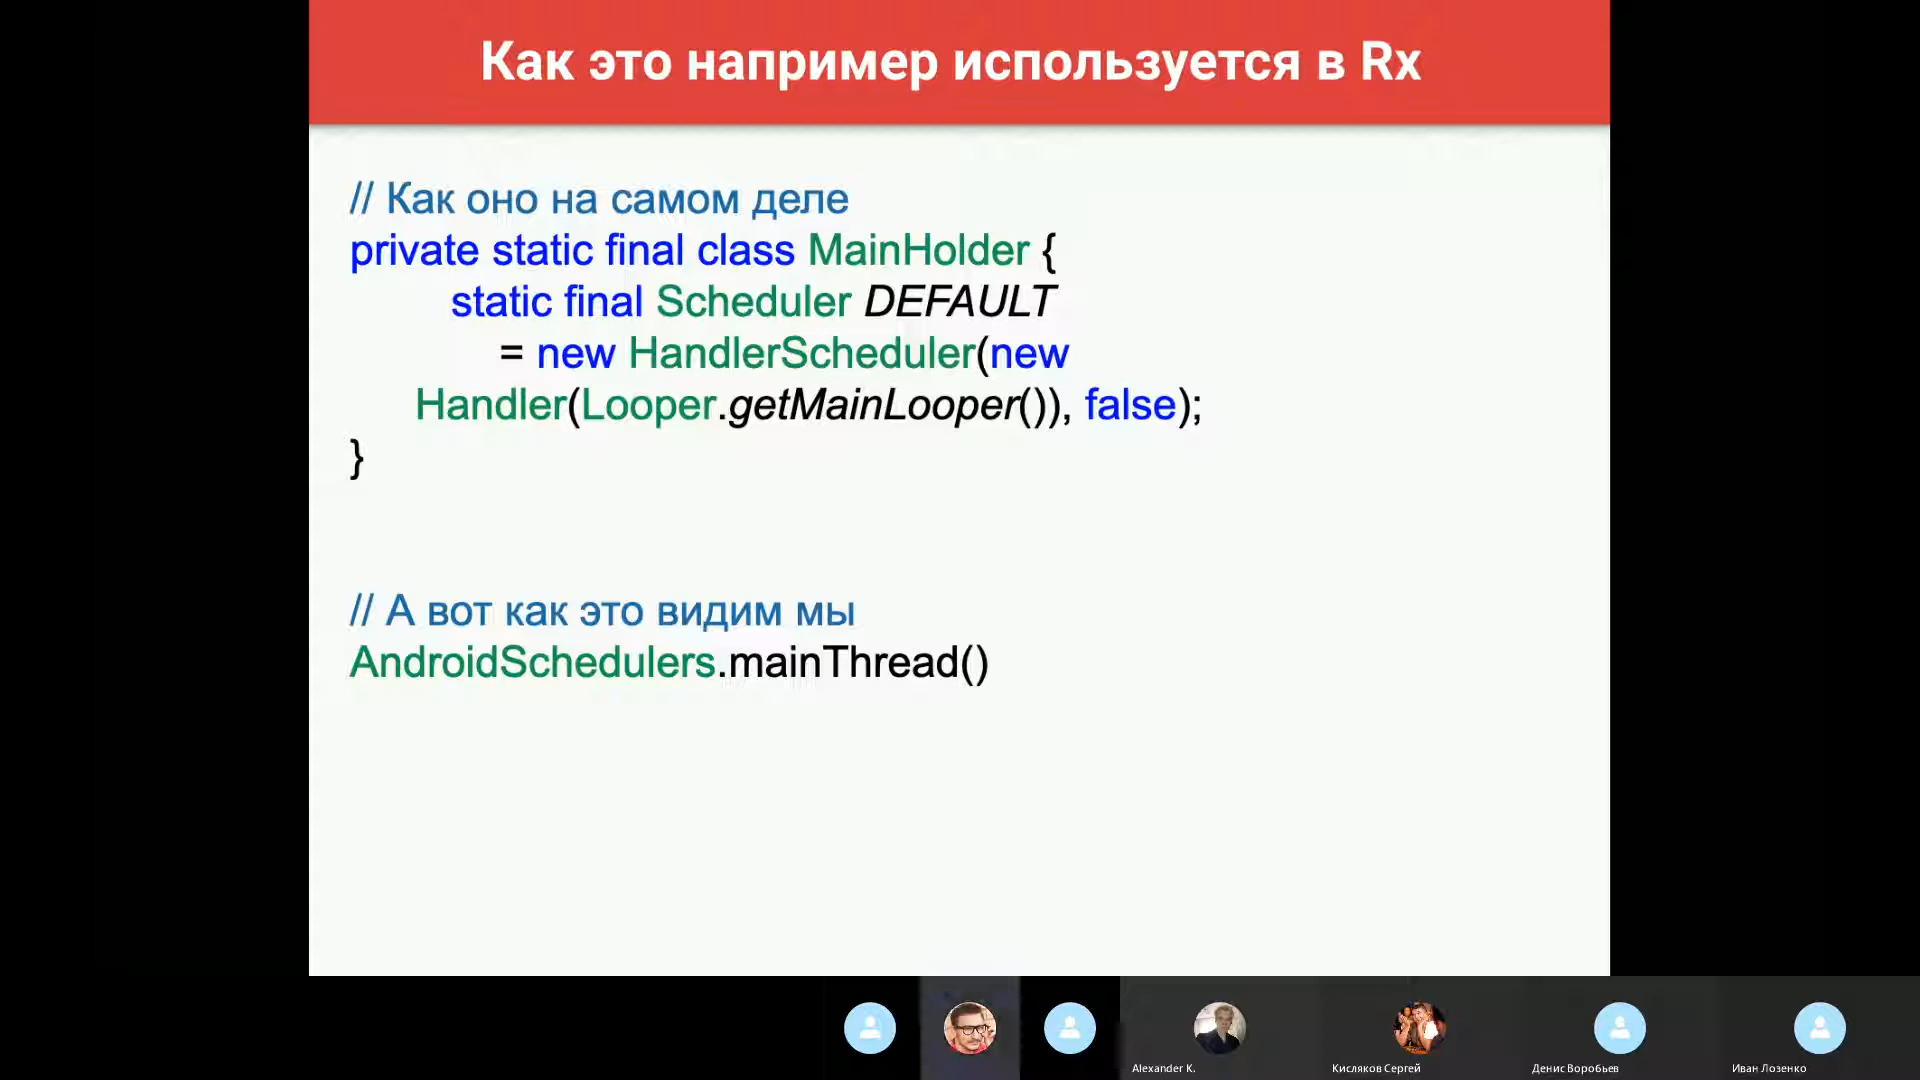 Как это например используется в Rx
// Как оно на самом деле
private static final class MainHolder {
static final Scheduler DEFAULT
= new HandlerScheduler(new
Handler(Looper.getMainLooper()), false);
}
// А вот как это видим мы
AndroidSchedulers.mainThread()
Alexander K.
Кисляков Сергей
Денис Воробьев
Иван Лозенко